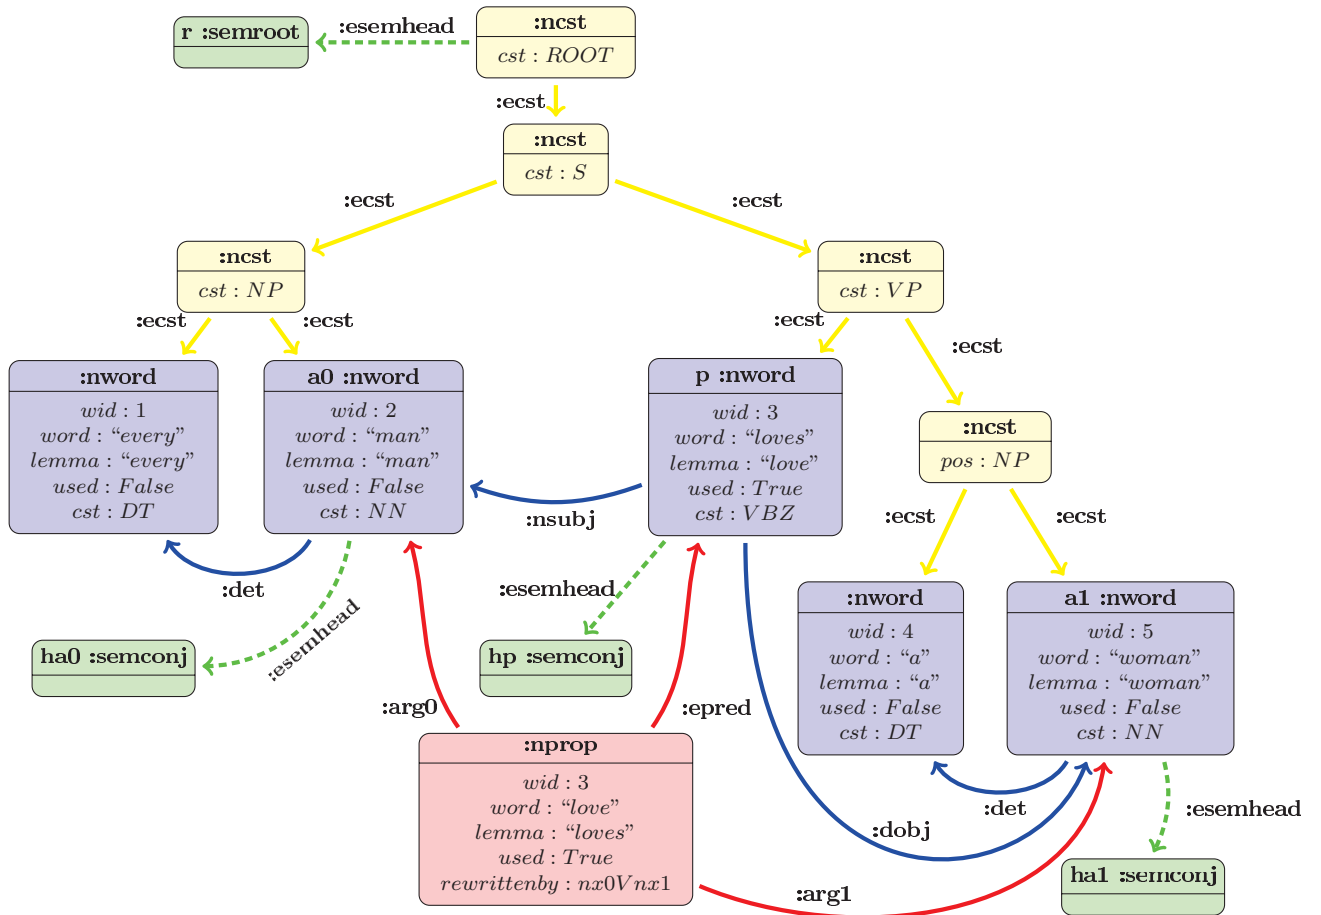 r :semroot
:esemhead
:ncst
cst : ROOT
:ecst
:ncst
cst : S
:ecst
:ecst
:ncst
cst : NP
:ncst
cst : VP
:ecst
:ecst
:ecst
:ecst
:nword
wid : 1
word : “every”
lemma : “every”
used : False
cst : DT
a0 :nword
wid : 2
word : “man”
lemma : “man”
used : False
cst : NN
p :nword
wid : 3
word : “loves”
lemma : “love”
used : True
cst : VBZ
:ncst
pos : NP
:nsubj
:ecst
:ecst
:det
:esemhead
:esemhead
:nword
wid : 4
word : “a”
lemma : “a”
used : False
cst : DT
a1 :nword
wid : 5
word : “woman”
lemma : “woman”
used : False
cst : NN
ha0 :semconj
hp :semconj
:arg0
:epred
:nprop
wid : 3
word : “love”
lemma : “loves”
used : True
rewrittenby : nx0Vnx1
:det
:esemhead
:dobj
:arg1
ha1 :semconj